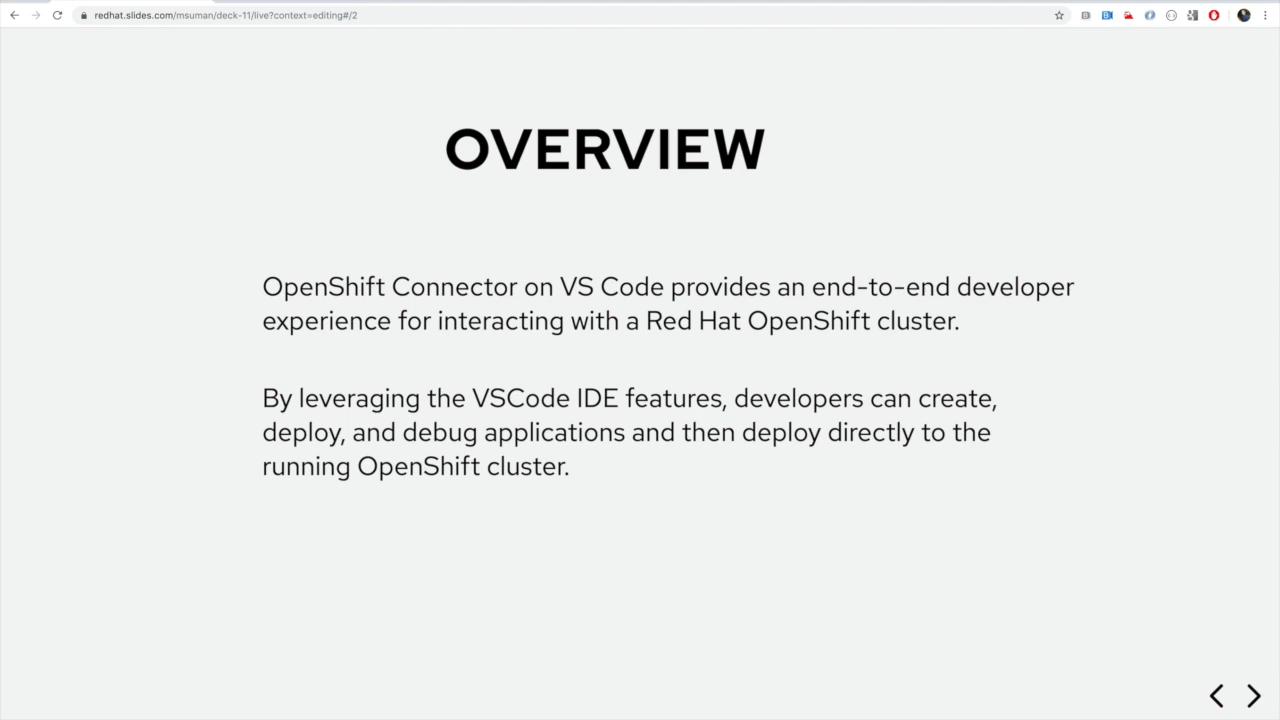 redhat.slides.com/msuman/deck-11/live?context=editing#/2
OVERVIEW
OpenShift Connector on VS Code provides an end-to-end developer
experience for interacting with a Red Hat OpenShift cluster.
By leveraging the VSCode IDE features, developers can create,
deploy, and debug applications and then deploy directly to the
running OpenShift cluster.